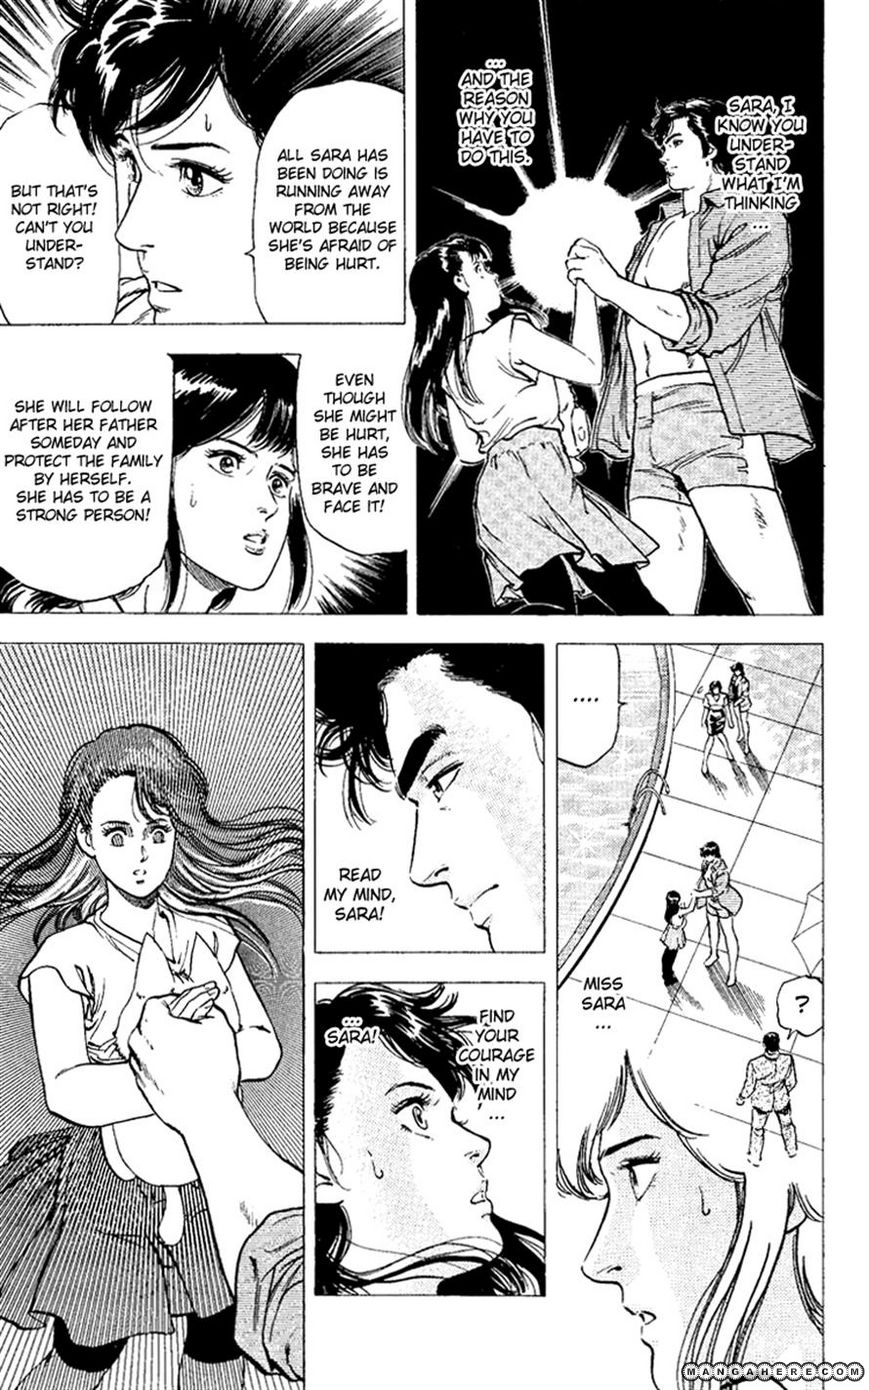 SARA, I
KNOW YOU
UNDER-
STAND
WHAT I'M
THINKING
...
...
AND THE
REASON
WHY YOU
HAVE TO
DO THIS.
ALL SARA HAS
BEEN DOING IS
RUNNING AWAY
FROM THE
WORLD BECAUSE
SHE'S AFRAID OF
BEING HURT.
BUT THAT'S
NOT RIGHT!
CAN'T YOU
UNDER-
STAND?
EVEN
THOUGH
SHE MIGHT
BE HURT,
SHE HAS
TO BE
BRAVE AND
FACE IT!
SHE WILL FOLLOW
AFTER HER FATHER
SOMEDAY AND
PROTECT THE FAMILY
BY HERSELF.
SHE HAS TO BE A
STRONG PERSON!
....
?
MISS
SARA
...
READ
MY MIND,
SARA!
FIND
YOUR
COURAGE
IN MY
MIND
...
...
SARA!
MANGAHERE.COM